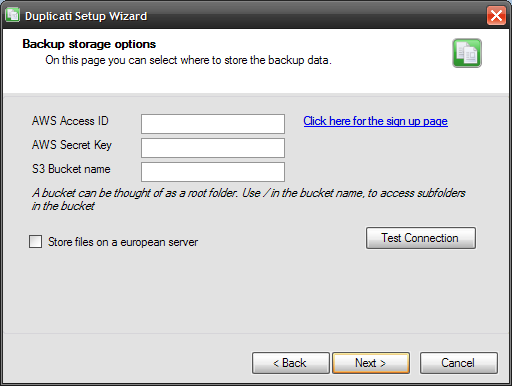 Duplicati Setup Wizard
Backup storage options
On this page you can select where to store the backup data.
AWS Access ID
Click here for the sign up page
AWS Secret Key
S3 Bucket name
A bucket can be thought of as a root folder. Use / in the bucket name, to access subfolders
in the bucket
Store files on a european server
Test Connection
< Back
Next >
Cancel